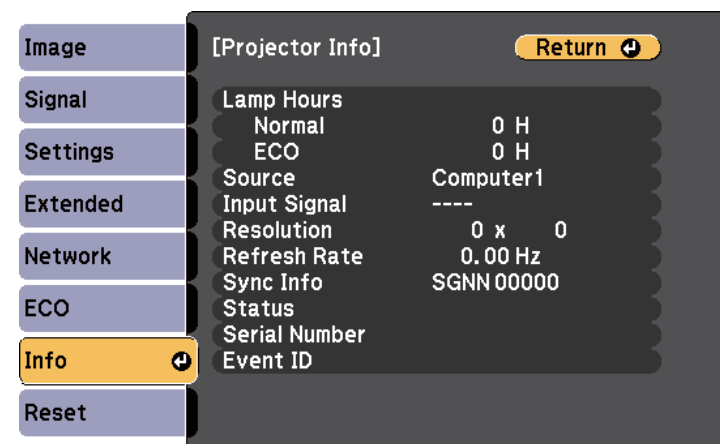 Image
Signal
Settings
Extended
Network
ECO
Info
Reset
[Projector Info]
Return
Lamp Hours
Normal 0 H
ECO 0 H
Source Computer1
Input Signal ----
Resolution 0 x 0
Refresh Rate 0.00 Hz
Sync Info SGNN 00000
Status
Serial Number
Event ID